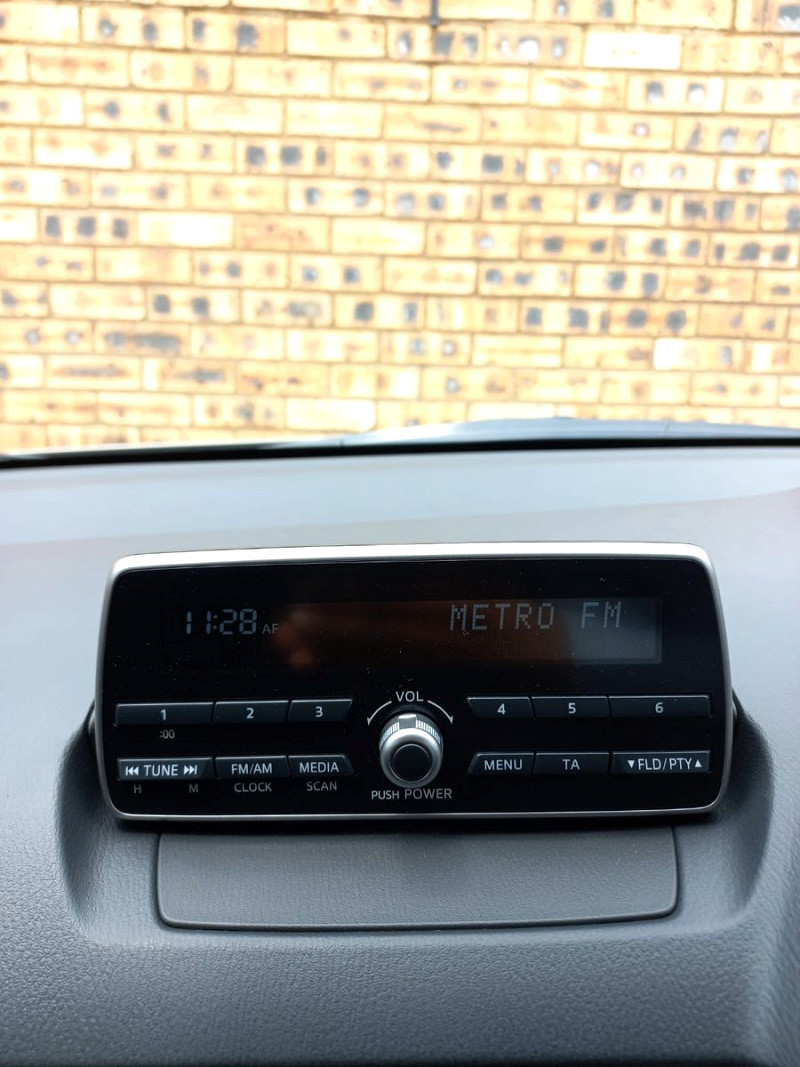 11:28 AF METRO FM
VOL
1 2 3 4 5 6
:00
⏮ TUNE ⏭ FM/AM MEDIA MENU TA ▼FLD/PTY▲
H M CLOCK SCAN PUSH POWER